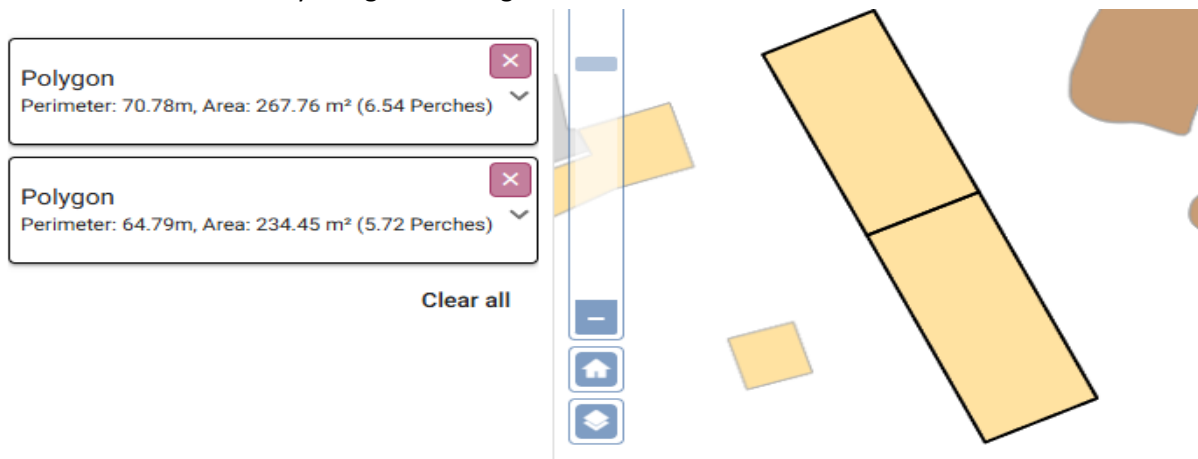 Polygon
Perimeter: 70.78m, Area: 267.76 m² (6.54 Perches)
Polygon
Perimeter: 64.79m, Area: 234.45 m² (5.72 Perches)
Clear all